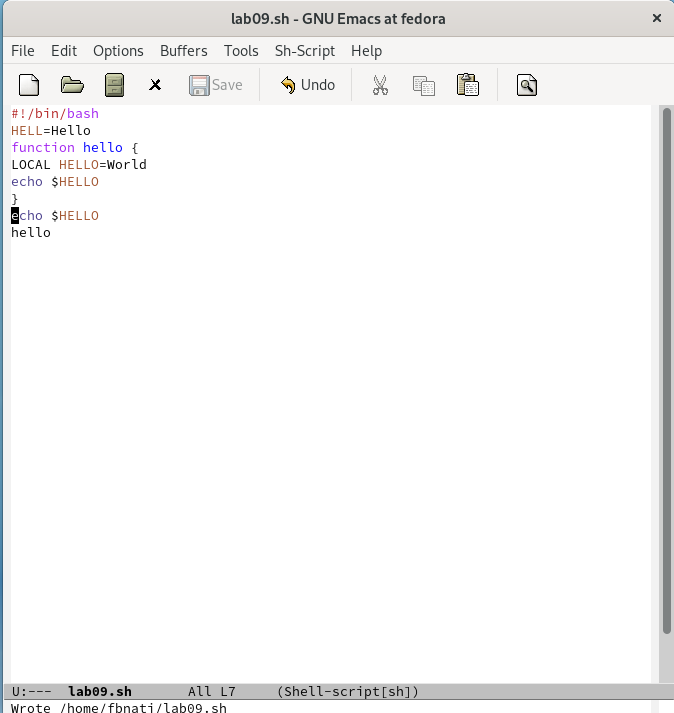 lab09.sh - GNU Emacs at fedora
File Edit Options Buffers Tools Sh-Script Help
Save Undo
#!/bin/bash
HELL=Hello
function hello {
LOCAL HELLO=World
echo $HELLO
}
echo $HELLO
hello
U:--- lab09.sh All L7 (Shell-script[sh])
Wrote /home/fbnati/lab09.sh